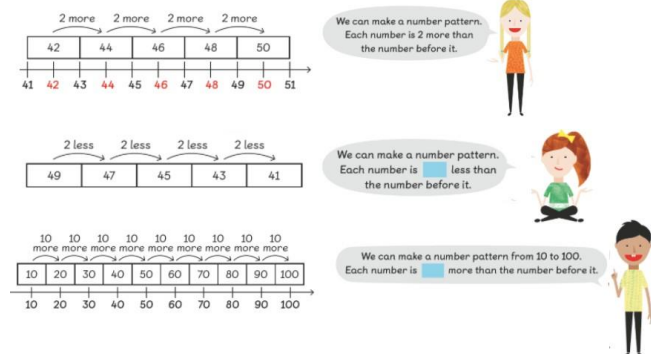 2 more 2 more 2 more 2 more
42 44 46 48 50
41 42 43 44 45 46 47 48 49 50 51
We can make a number pattern.
Each number is 2 more than
the number before it.
2 less 2 less 2 less 2 less
49 47 45 43 41
We can make a number pattern.
Each number is less than
the number before it.
10 10 10 10 10 10 10 10 10
more more more more more more more more more
10 20 30 40 50 60 70 80 90 100
10 20 30 40 50 60 70 80 90 100
We can make a number pattern from 10 to 100.
Each number is more than the number before it.